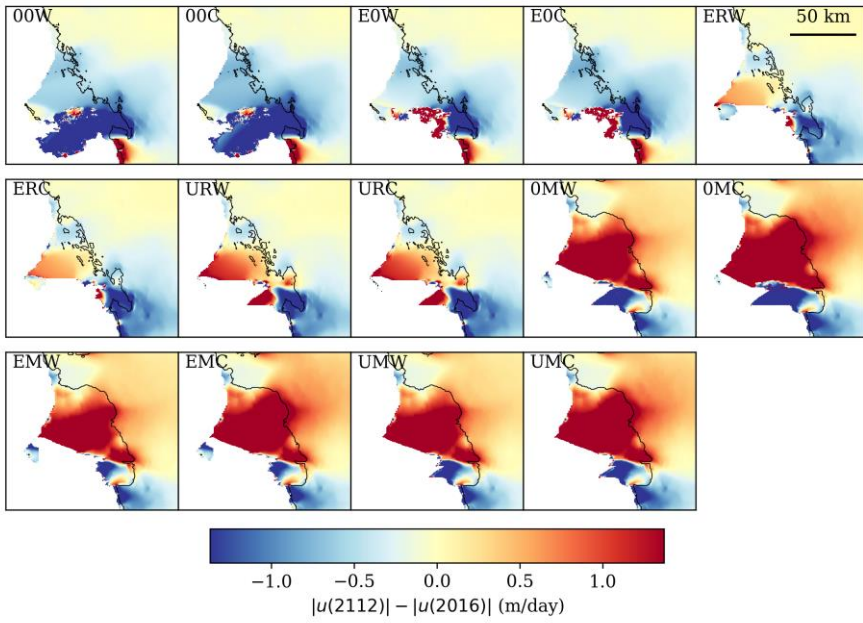 00W 00C E0W E0C ERW 50 km
ERC URW URC 0MW 0MC
EMW EMC UMW UMC
−1.0 −0.5 0.0 0.5 1.0
|u(2112)| − |u(2016)| (m/day)